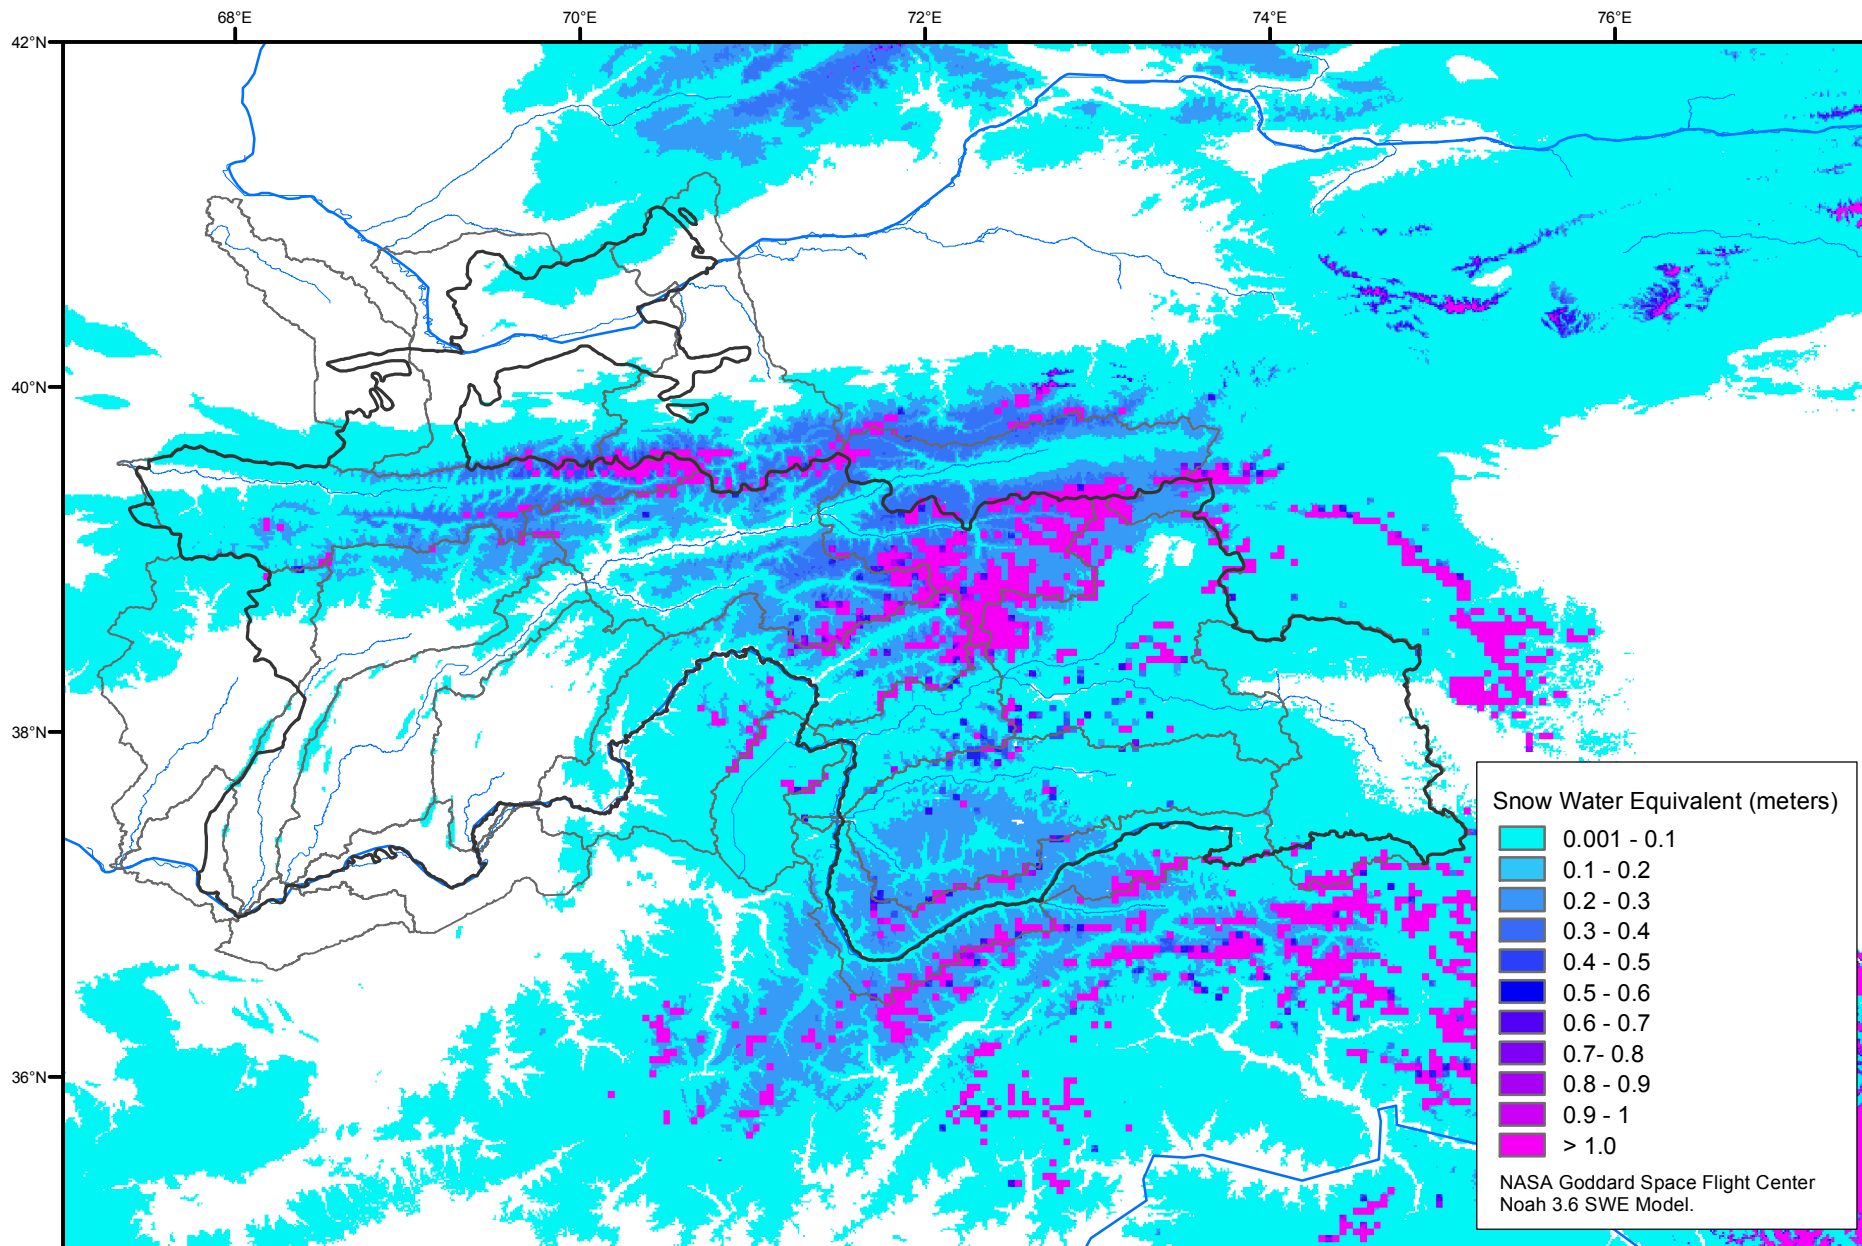 68°E
70°E
72°E
74°E
76°E
42°N
40°N
38°N
36°N
Snow Water Equivalent (meters)
0.001 - 0.1
0.1 - 0.2
0.2 - 0.3
0.3 - 0.4
0.4 - 0.5
0.5 - 0.6
0.6 - 0.7
0.7- 0.8
0.8 - 0.9
0.9 - 1
> 1.0
NASA Goddard Space Flight Center
Noah 3.6 SWE Model.